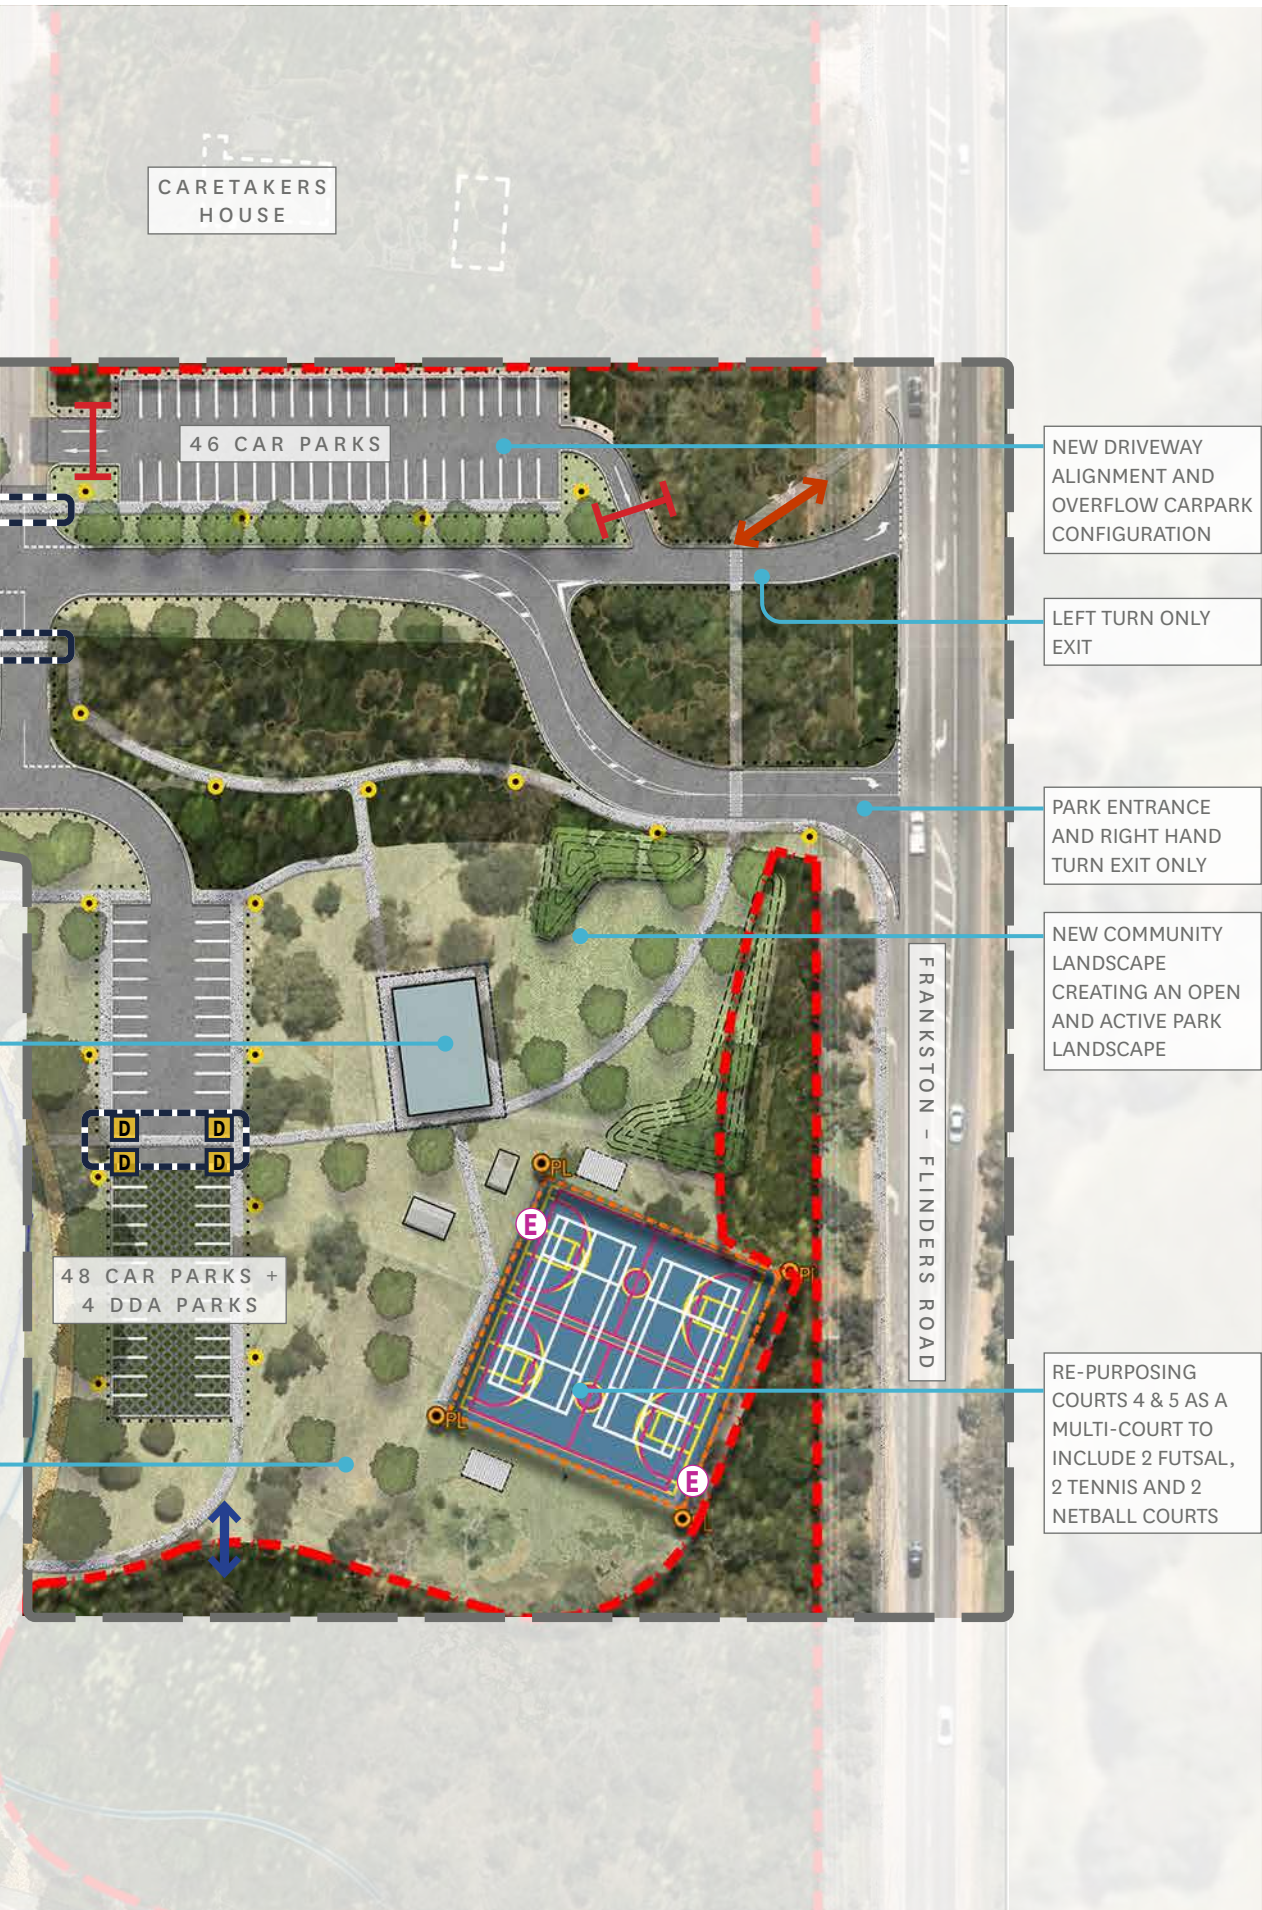 CARETAKERS
HOUSE
46 CAR PARKS
NEW DRIVEWAY
ALIGNMENT AND
OVERFLOW CARPARK
CONFIGURATION
LEFT TURN ONLY
EXIT
PARK ENTRANCE
AND RIGHT HAND
TURN EXIT ONLY
NEW COMMUNITY
LANDSCAPE
CREATING AN OPEN
AND ACTIVE PARK
LANDSCAPE
FRANKSTON - FLINDERS ROAD
D
D
D
D
PL
E
PL
48 CAR PARKS +
4 DDA PARKS
RE-PURPOSING
COURTS 4 & 5 AS A
MULTI-COURT TO
INCLUDE 2 FUTSAL,
2 TENNIS AND 2
NETBALL COURTS
PL
E